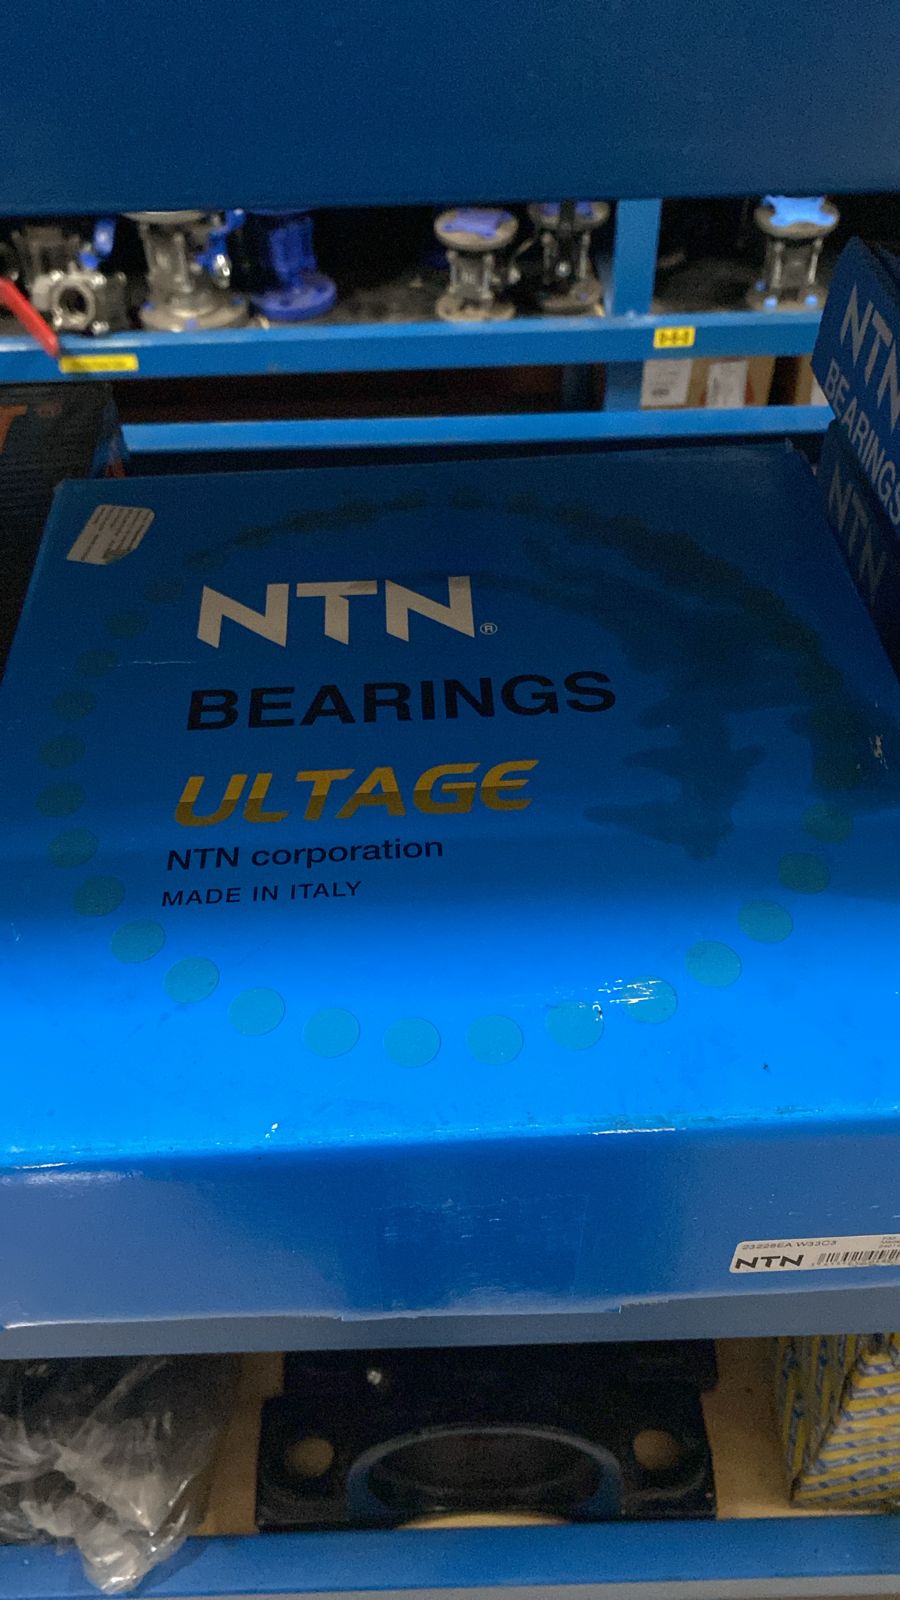 NTN®
BEARINGS
ULTAGE
NTN corporation
MADE IN ITALY
NTN
BEARINGS
NTN
NTN